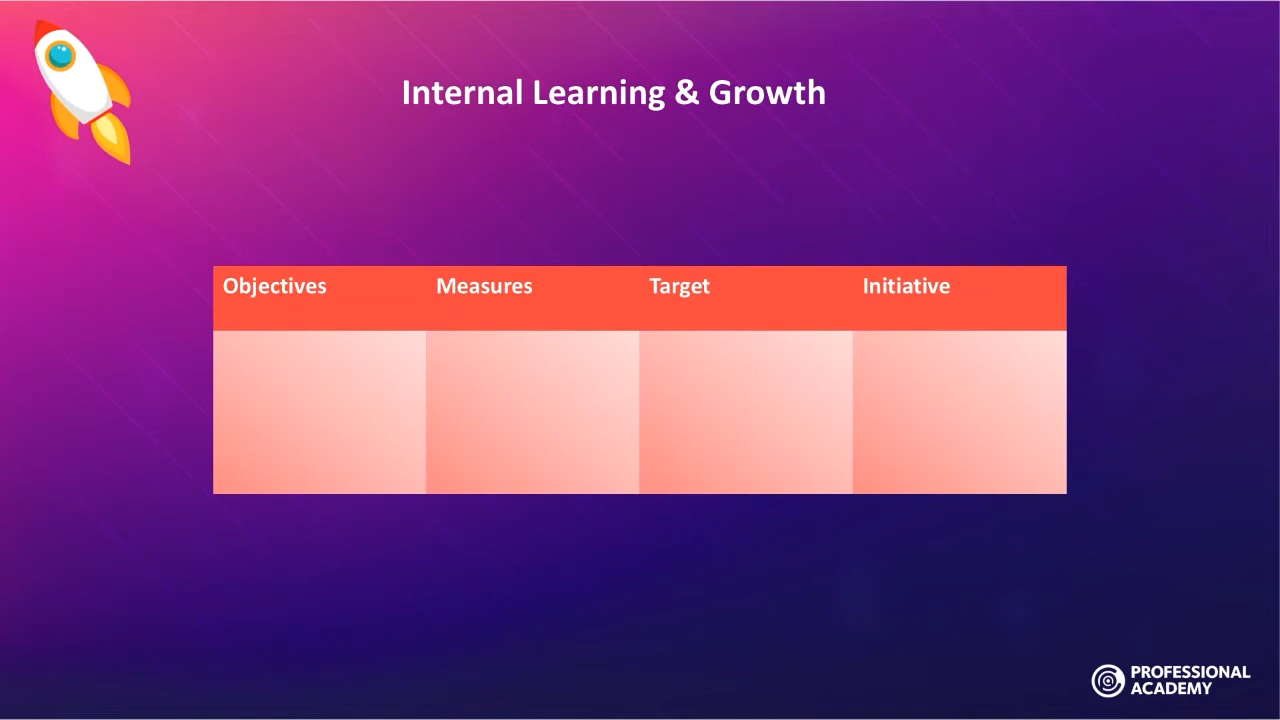 Internal Learning & Growth
Objectives
Measures
Target
Initiative
PROFESSIONAL
ACADEMY